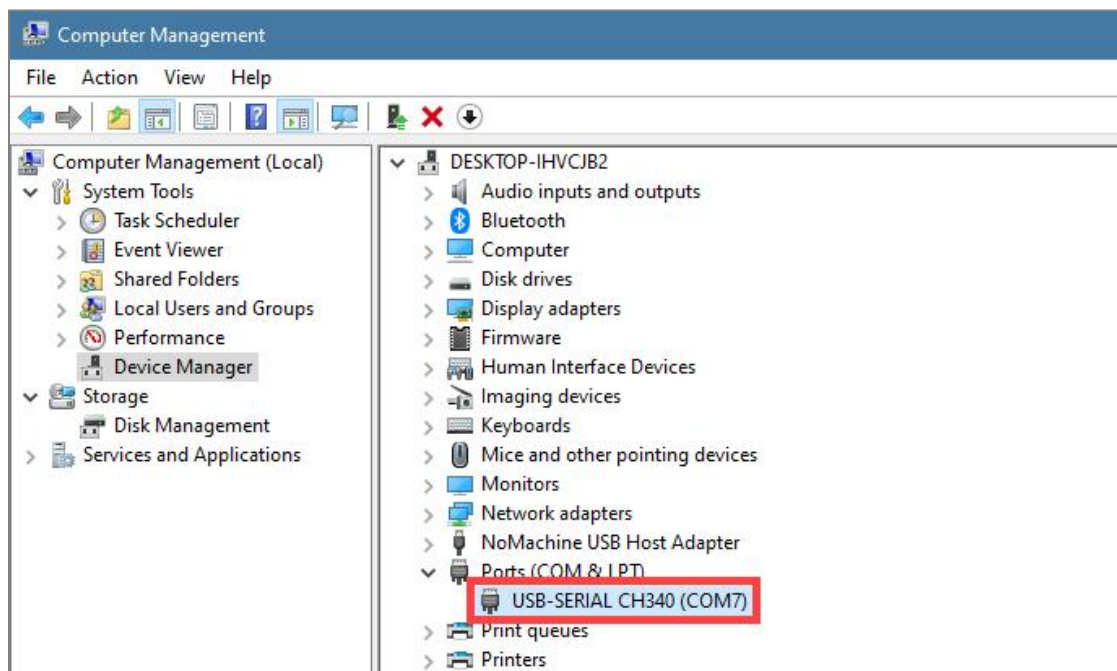 Computer Management
File Action View Help
Computer Management (Local)
System Tools
Task Scheduler
Event Viewer
Shared Folders
Local Users and Groups
Performance
Device Manager
Storage
Disk Management
Services and Applications
DESKTOP-IHVCJB2
Audio inputs and outputs
Bluetooth
Computer
Disk drives
Display adapters
Firmware
Human Interface Devices
Imaging devices
Keyboards
Mice and other pointing devices
Monitors
Network adapters
NoMachine USB Host Adapter
Ports (COM & LPT)
USB-SERIAL CH340 (COM7)
Print queues
Printers